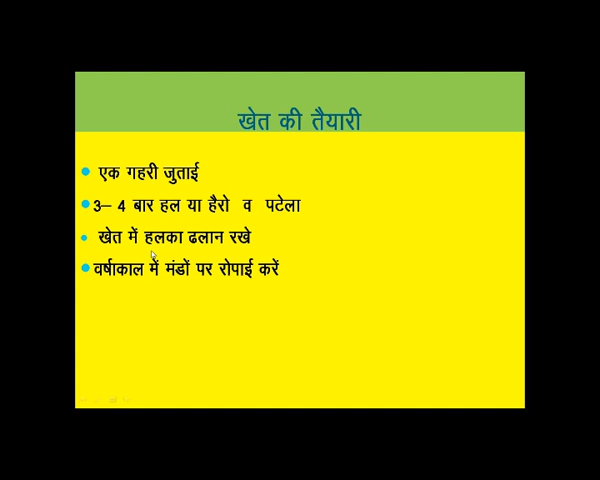 खेत की तैयारी
एक गहरी जुताई
3– 4 बार हल या हैरो व पटेला
खेत में हलका ढलान रखे
वर्षाकाल में मंडों पर रोपाई करें